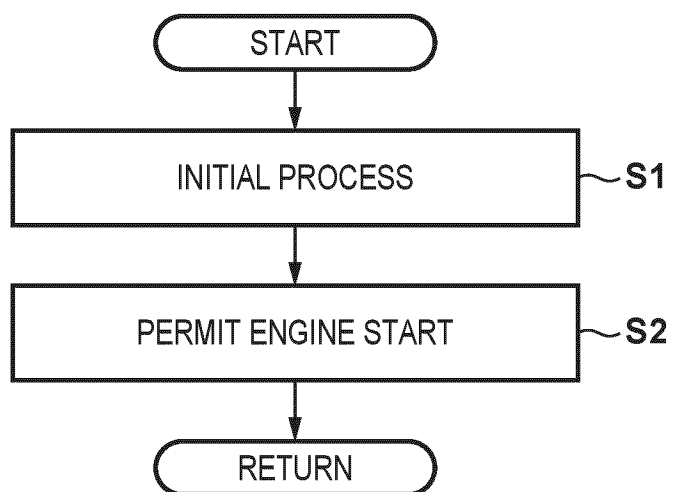 START
INITIAL PROCESS
S1
PERMIT ENGINE START
S2
RETURN